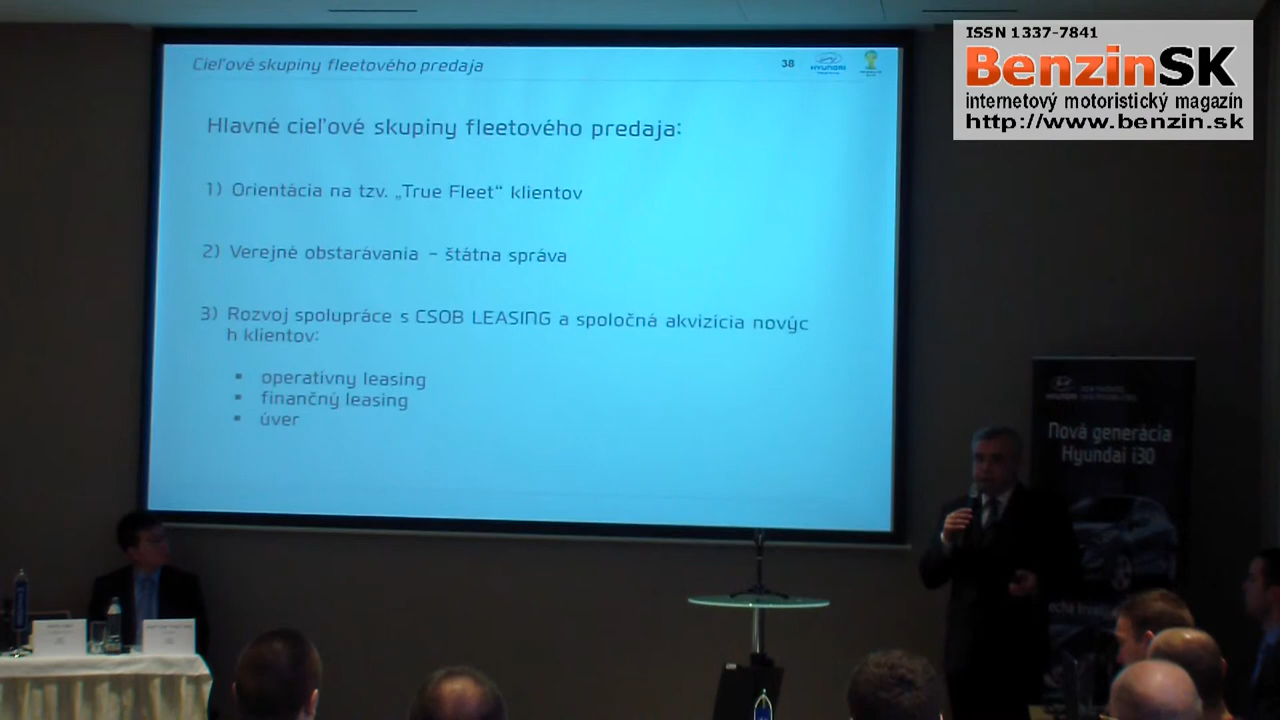 ISSN 1337-7841
BenzinSK
internetový motoristický magazín
http://www.benzin.sk
Cieľové skupiny fleetového predaja
38
HYUNDAI
Hlavné cieľové skupiny fleetového predaja:
1) Orientácia na tzv. „True Fleet“ klientov
2) Verejné obstarávania – štátna správa
3) Rozvoj spolupráce s CSOB LEASING a spoločná akvizícia novýc
h klientov:
▪ operatívny leasing
▪ finančný leasing
▪ úver
HYUNDAI
Nová generácia
Hyundai i30